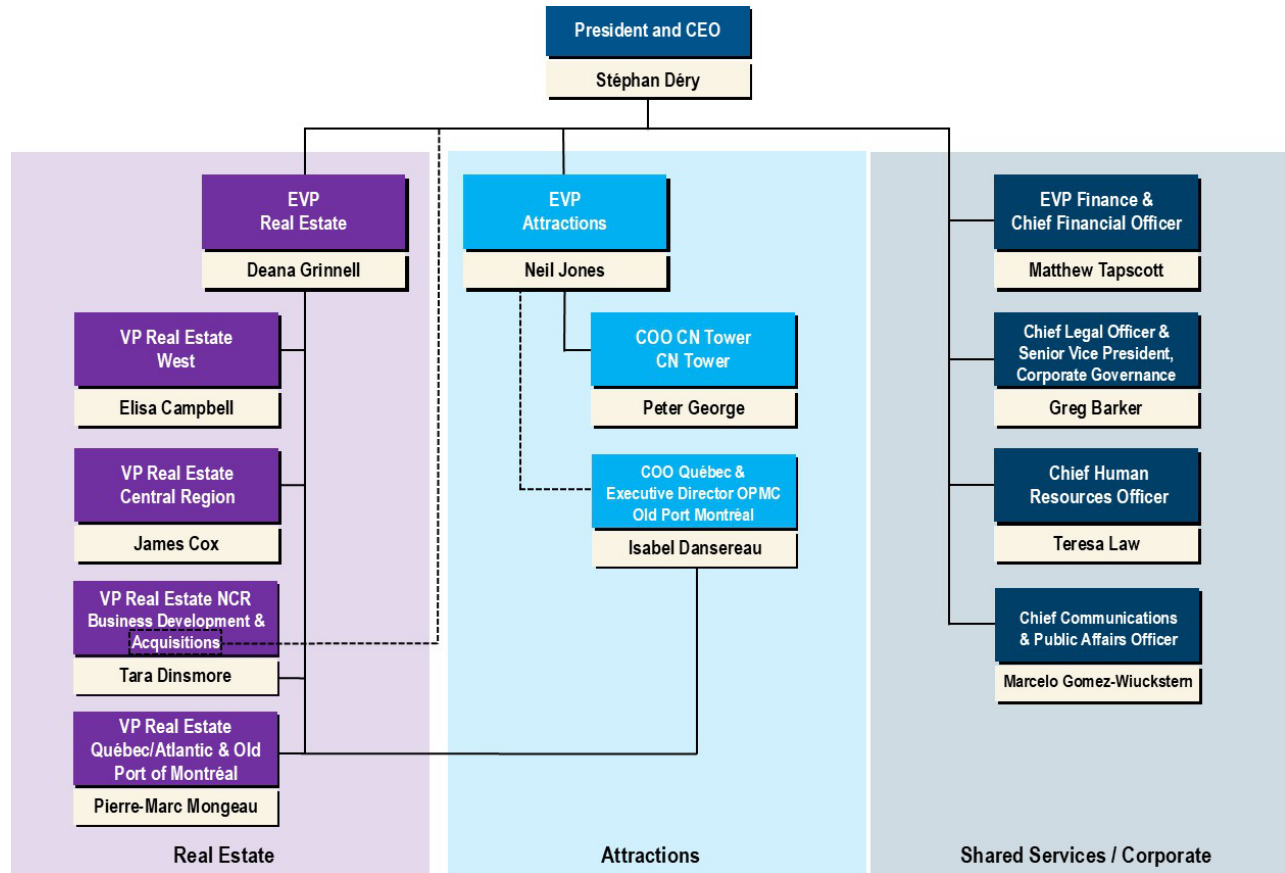 President and CEO
Stéphan Déry
EVP
Real Estate
Deana Grinnell
VP Real Estate
West
Elisa Campbell
VP Real Estate
Central Region
James Cox
VP Real Estate NCR
Business Development &
Acquisitions
Tara Dinsmore
VP Real Estate
Québec/Atlantic & Old
Port of Montréal
Pierre-Marc Mongeau
Real Estate
EVP
Attractions
Neil Jones
COO CN Tower
CN Tower
Peter George
COO Québec &
Executive Director OPMC
Old Port Montréal
Isabel Dansereau
Attractions
EVP Finance &
Chief Financial Officer
Matthew Tapscott
Chief Legal Officer &
Senior Vice President,
Corporate Governance
Greg Barker
Chief Human
Resources Officer
Teresa Law
Chief Communications
& Public Affairs Officer
Marcelo Gomez-Wiuckstern
Shared Services / Corporate